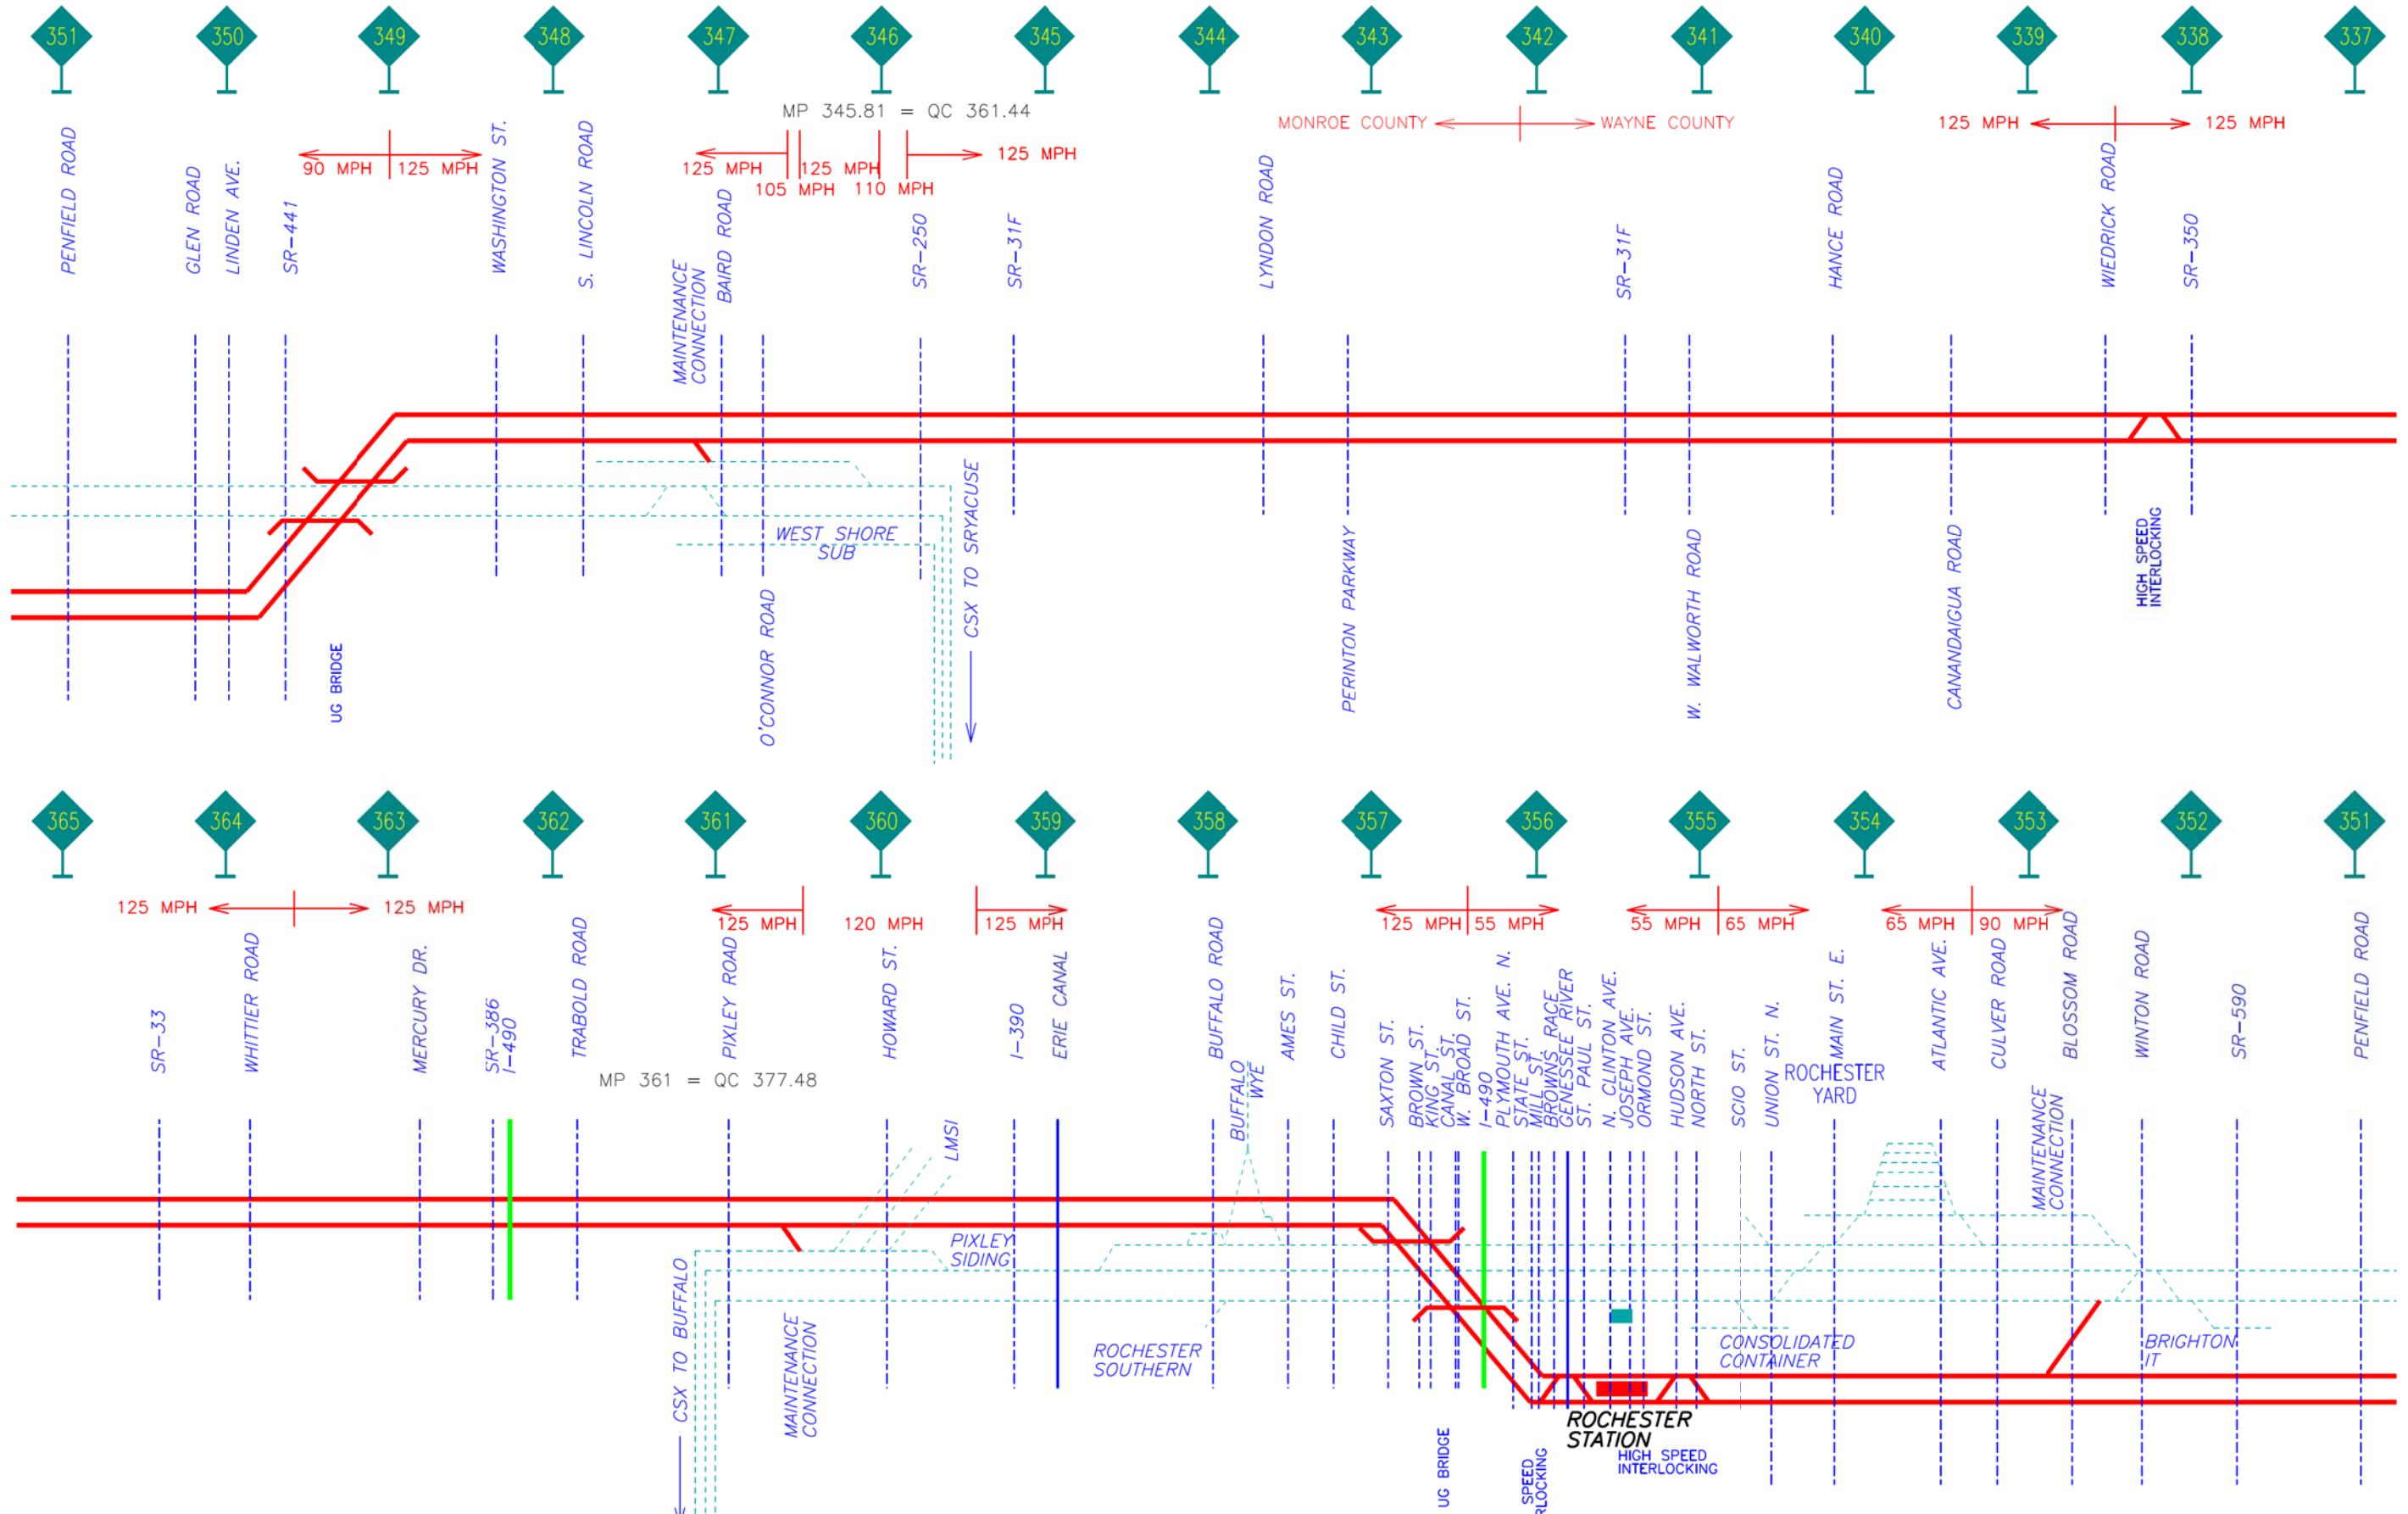 351 350 349 348 347 346 345 344 343 342 341 340 339 338 337
MP 345.81 = QC 361.44
MONROE COUNTY WAYNE COUNTY
125 MPH 125 MPH
90 MPH 125 MPH
125 MPH 125 MPH 125 MPH
105 MPH 110 MPH
PENFIELD ROAD
GLEN ROAD
LINDEN AVE.
SR-441
WASHINGTON ST.
S. LINCOLN ROAD
MAINTENANCE
CONNECTION
BAIRD ROAD
O'CONNOR ROAD
SR-250
SR-31F
LYNDON ROAD
PERINTON PARKWAY
SR-31F
W. WALWORTH ROAD
HANCE ROAD
CANANDAIGUA ROAD
WIEDRICK ROAD
SR-350
WEST SHORE
SUB
CSX TO SRYACUSE
HIGH SPEED
INTERLOCKING
UG BRIDGE
365 364 363 362 361 360 359 358 357 356 355 354 353 352 351
125 MPH 125 MPH
125 MPH 120 MPH 125 MPH
125 MPH 55 MPH
55 MPH 65 MPH
65 MPH 90 MPH
SR-33
WHITTIER ROAD
MERCURY DR.
SR-386
I-490
TRABOLD ROAD
MP 361 = QC 377.48
PIXLEY ROAD
HOWARD ST.
LMSI
I-390
ERIE CANAL
BUFFALO ROAD
BUFFALO
WYE
AMES ST.
CHILD ST.
SAXTON ST.
BROWN ST.
KING ST.
CANAL ST.
W. BROAD ST.
I-490
PLYMOUTH AVE. N.
STATE ST.
MILL ST.
BROWNS RACE
GENESSEE RIVER
ST. PAUL ST.
N. CLINTON AVE.
JOSEPH AVE.
ORMOND ST.
HUDSON AVE.
NORTH ST.
SCIO ST.
UNION ST. N.
ROCHESTER
YARD
MAIN ST. E.
ATLANTIC AVE.
CULVER ROAD
MAINTENANCE
CONNECTION
BLOSSOM ROAD
WINTON ROAD
SR-590
PENFIELD ROAD
PIXLEY
SIDING
CSX TO BUFFALO
MAINTENANCE
CONNECTION
ROCHESTER
SOUTHERN
CONSOLIDATED
CONTAINER
BRIGHTON
IT
ROCHESTER
STATION
UG BRIDGE
SPEED
RLOCKING
HIGH SPEED
INTERLOCKING